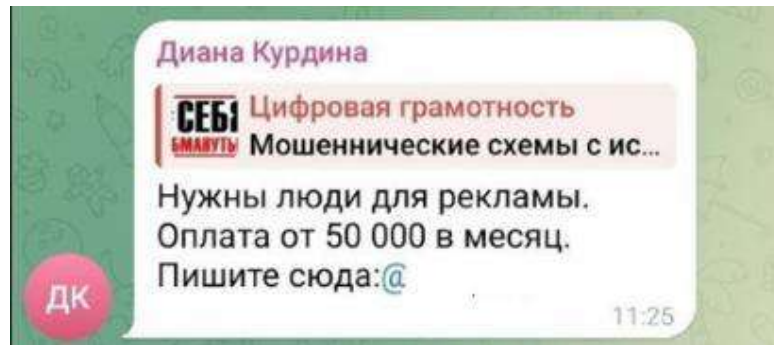 Диана Курдина
СЕБЯ
БМАНУТЬ
Цифровая грамотность
Мошеннические схемы с ис...
Нужны люди для рекламы.
Оплата от 50 000 в месяц.
Пишите сюда:@
ДК
11:25